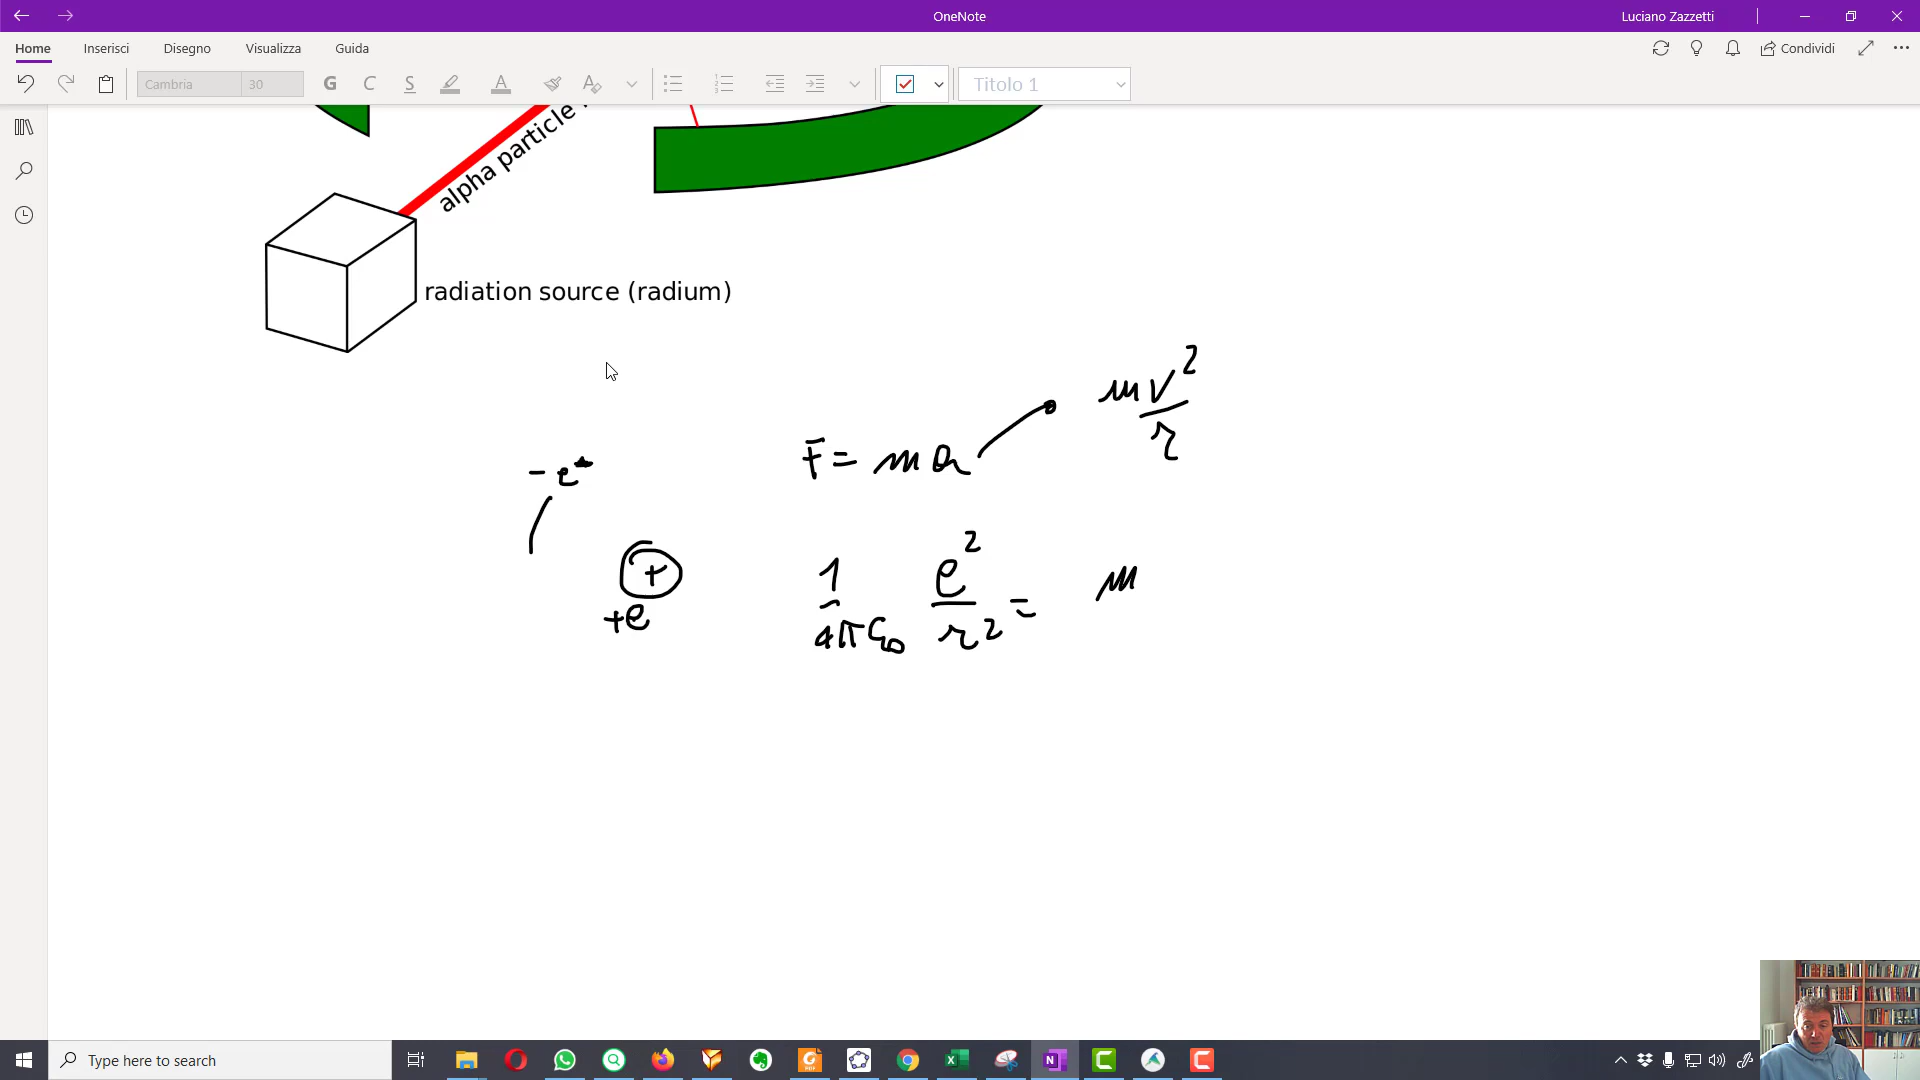 OneNote
Luciano Zazzetti
Home Inserisci Disegno Visualizza Guida
Condividi
Cambria 30 G C S A A Titolo 1
alpha particle
radiation source (radium)
mv²/r
F = ma
- e
+
+e
1/4πε₀ e²/r² = m
Type here to search